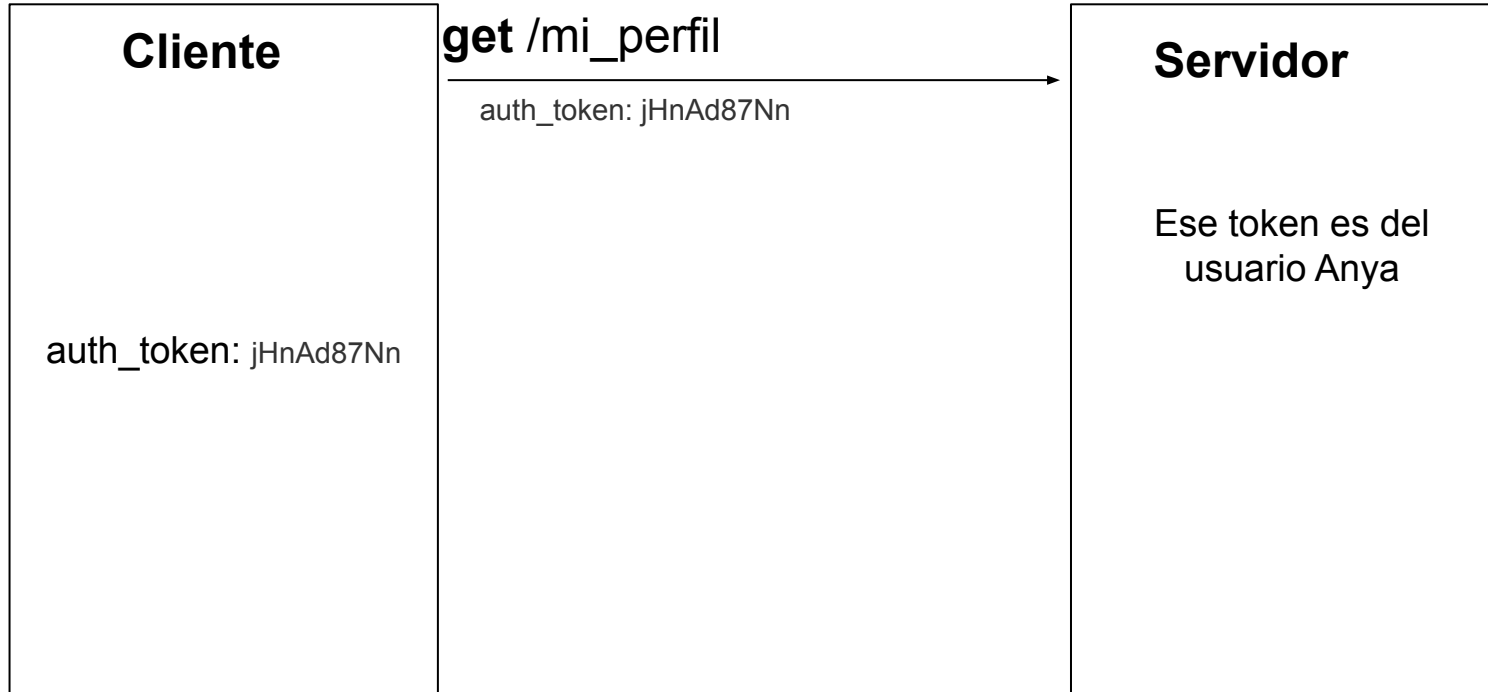 Cliente
auth_token: jHnAd87Nn
get /mi_perfil
auth_token: jHnAd87Nn
Servidor
Ese token es del
usuario Anya